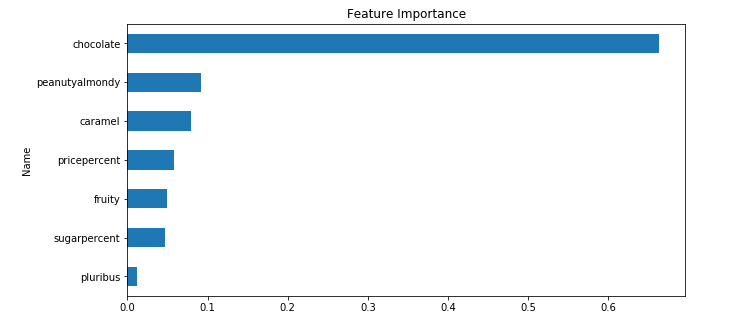 Feature Importance
chocolate
peanutyalmondy
caramel
pricepercent
fruity
sugarpercent
pluribus
Name
0.0 0.1 0.2 0.3 0.4 0.5 0.6